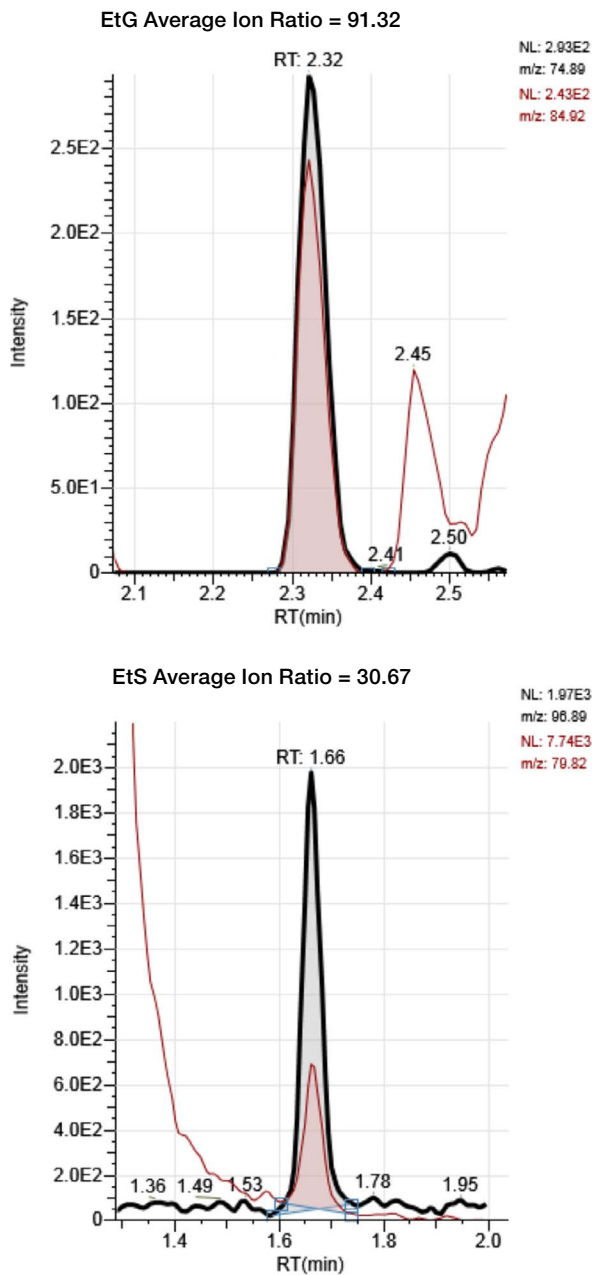 EtG Average Ion Ratio = 91.32
NL: 2.93E2
m/z: 74.89
NL: 2.43E2
m/z: 84.92
RT: 2.32
2.5E2
2.0E2
1.5E2
1.0E2
5.0E1
0
Intensity
2.45
2.41
2.50
2.1 2.2 2.3 2.4 2.5
RT(min)
EtS Average Ion Ratio = 30.67
NL: 1.97E3
m/z: 96.89
NL: 7.74E3
m/z: 79.82
RT: 1.66
2.0E3
1.8E3
1.6E3
1.4E3
1.2E3
1.0E3
8.0E2
6.0E2
4.0E2
2.0E2
0
Intensity
1.36 1.49 1.53 1.78 1.95
1.4 1.6 1.8 2.0
RT(min)